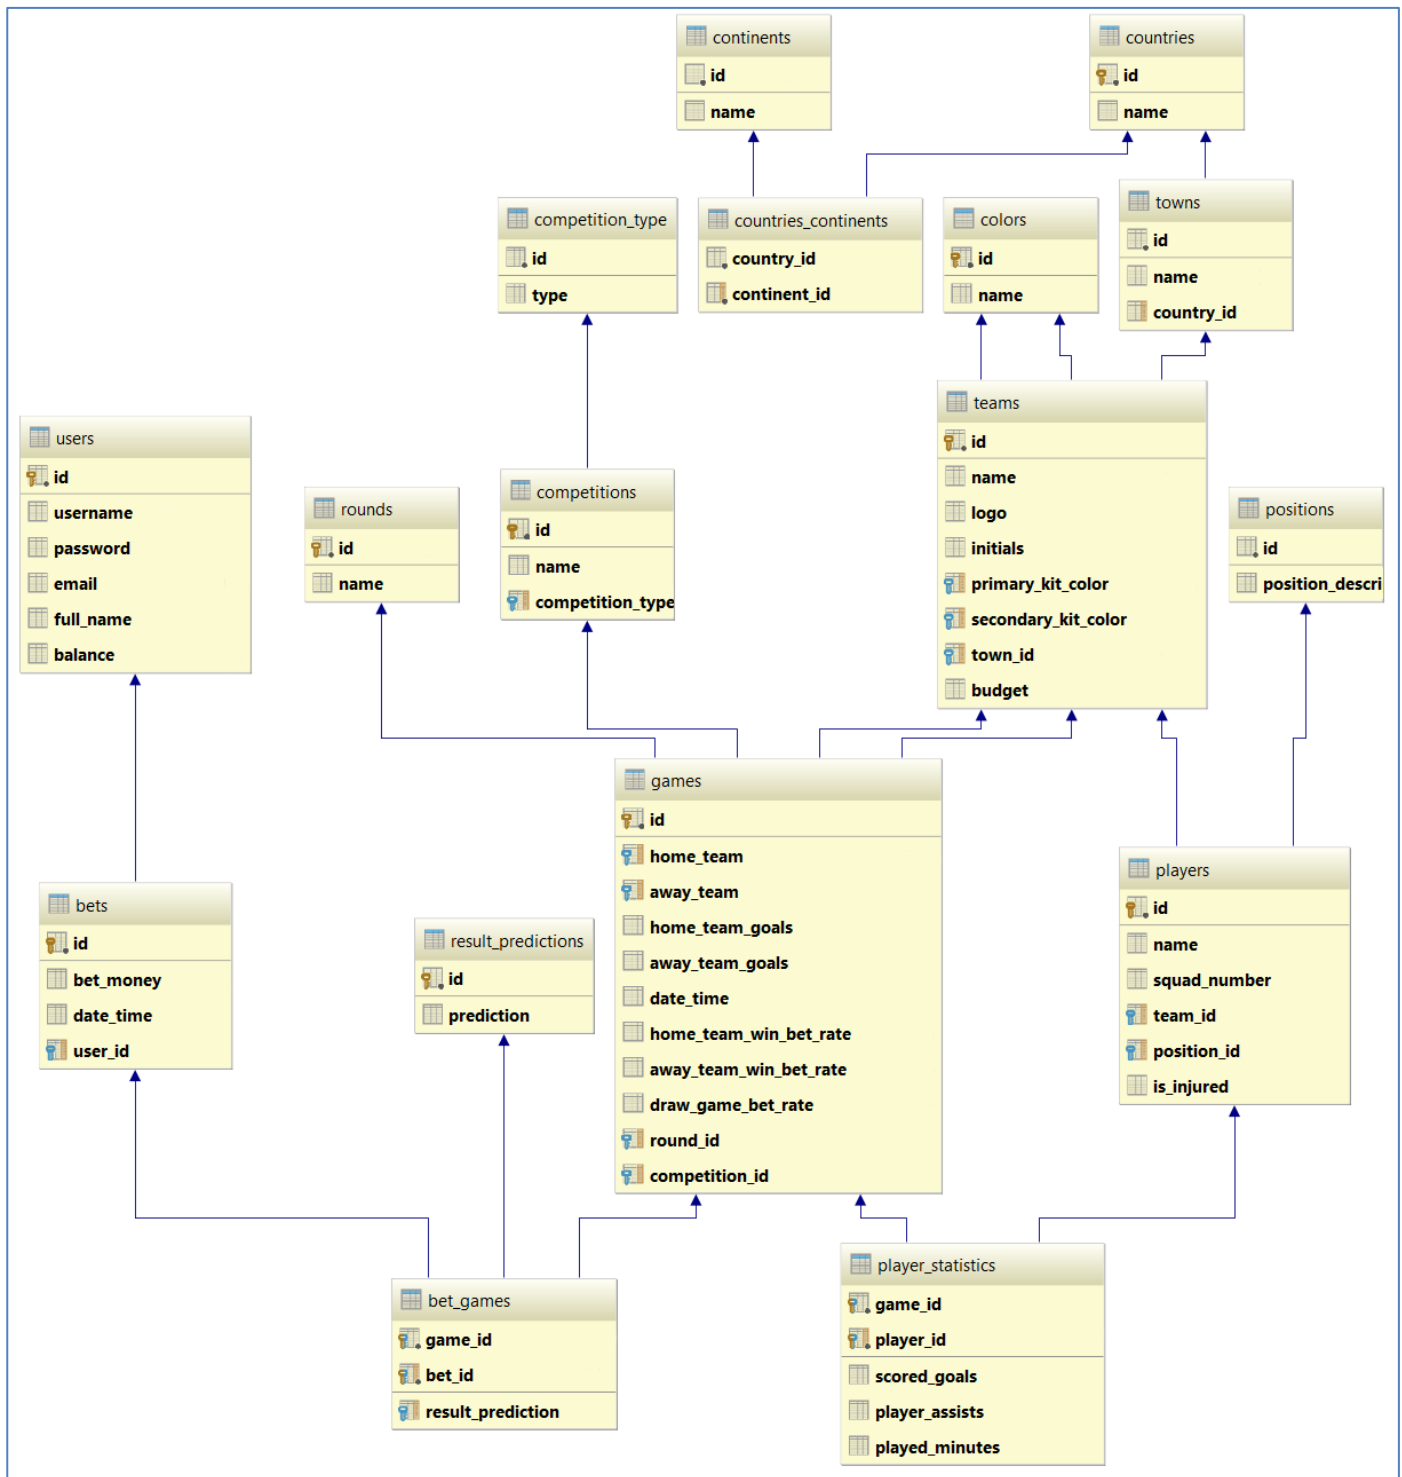 continents
id
name
countries
id
name
competition_type
id
type
countries_continents
country_id
continent_id
colors
id
name
towns
id
name
country_id
users
id
username
password
email
full_name
balance
rounds
id
name
competitions
id
name
competition_type
teams
id
name
logo
initials
primary_kit_color
secondary_kit_color
town_id
budget
positions
id
position_descri
games
id
home_team
away_team
home_team_goals
away_team_goals
date_time
home_team_win_bet_rate
away_team_win_bet_rate
draw_game_bet_rate
round_id
competition_id
bets
id
bet_money
date_time
user_id
result_predictions
id
prediction
players
id
name
squad_number
team_id
position_id
is_injured
bet_games
game_id
bet_id
result_prediction
player_statistics
game_id
player_id
scored_goals
player_assists
played_minutes